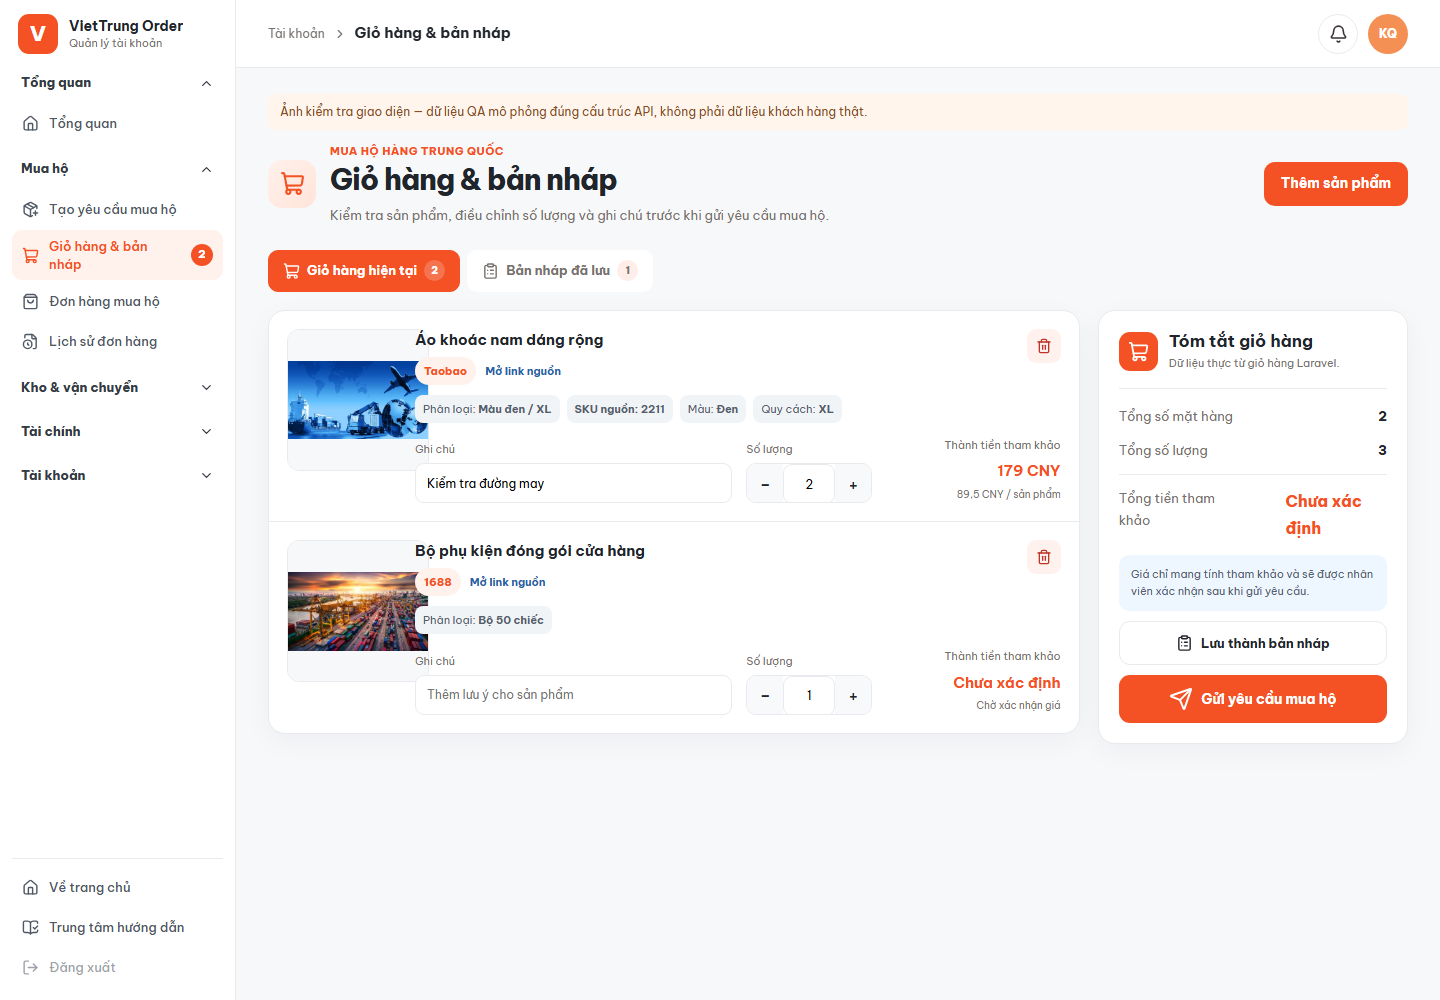 V
VietTrung Order
Quản lý tài khoản
Tổng quan
Tổng quan
Mua hộ
Tạo yêu cầu mua hộ
Giỏ hàng & bản
nháp
2
Đơn hàng mua hộ
Lịch sử đơn hàng
Kho & vận chuyển
Tài chính
Tài khoản
Về trang chủ
Trung tâm hướng dẫn
Đăng xuất
Tài khoản > Giỏ hàng & bản nháp
KQ
Ảnh kiểm tra giao diện — dữ liệu QA mô phỏng đúng cấu trúc API, không phải dữ liệu khách hàng thật.
MUA HỘ HÀNG TRUNG QUỐC
Giỏ hàng & bản nháp
Kiểm tra sản phẩm, điều chỉnh số lượng và ghi chú trước khi gửi yêu cầu mua hộ.
Thêm sản phẩm
Giỏ hàng hiện tại 2
Bản nháp đã lưu 1
Áo khoác nam dáng rộng
Taobao Mở link nguồn
Phân loại: Màu đen / XL SKU nguồn: 2211 Màu: Đen Quy cách: XL
Ghi chú
Kiểm tra đường may
Số lượng
− 2 +
Thành tiền tham khảo
179 CNY
89,5 CNY / sản phẩm
Bộ phụ kiện đóng gói cửa hàng
1688 Mở link nguồn
Phân loại: Bộ 50 chiếc
Ghi chú
Thêm lưu ý cho sản phẩm
Số lượng
− 1 +
Thành tiền tham khảo
Chưa xác định
Chờ xác nhận giá
Tóm tắt giỏ hàng
Dữ liệu thực từ giỏ hàng Laravel.
Tổng số mặt hàng 2
Tổng số lượng 3
Tổng tiền tham
khảo
Chưa xác
định
Giá chỉ mang tính tham khảo và sẽ được nhân
viên xác nhận sau khi gửi yêu cầu.
Lưu thành bản nháp
Gửi yêu cầu mua hộ